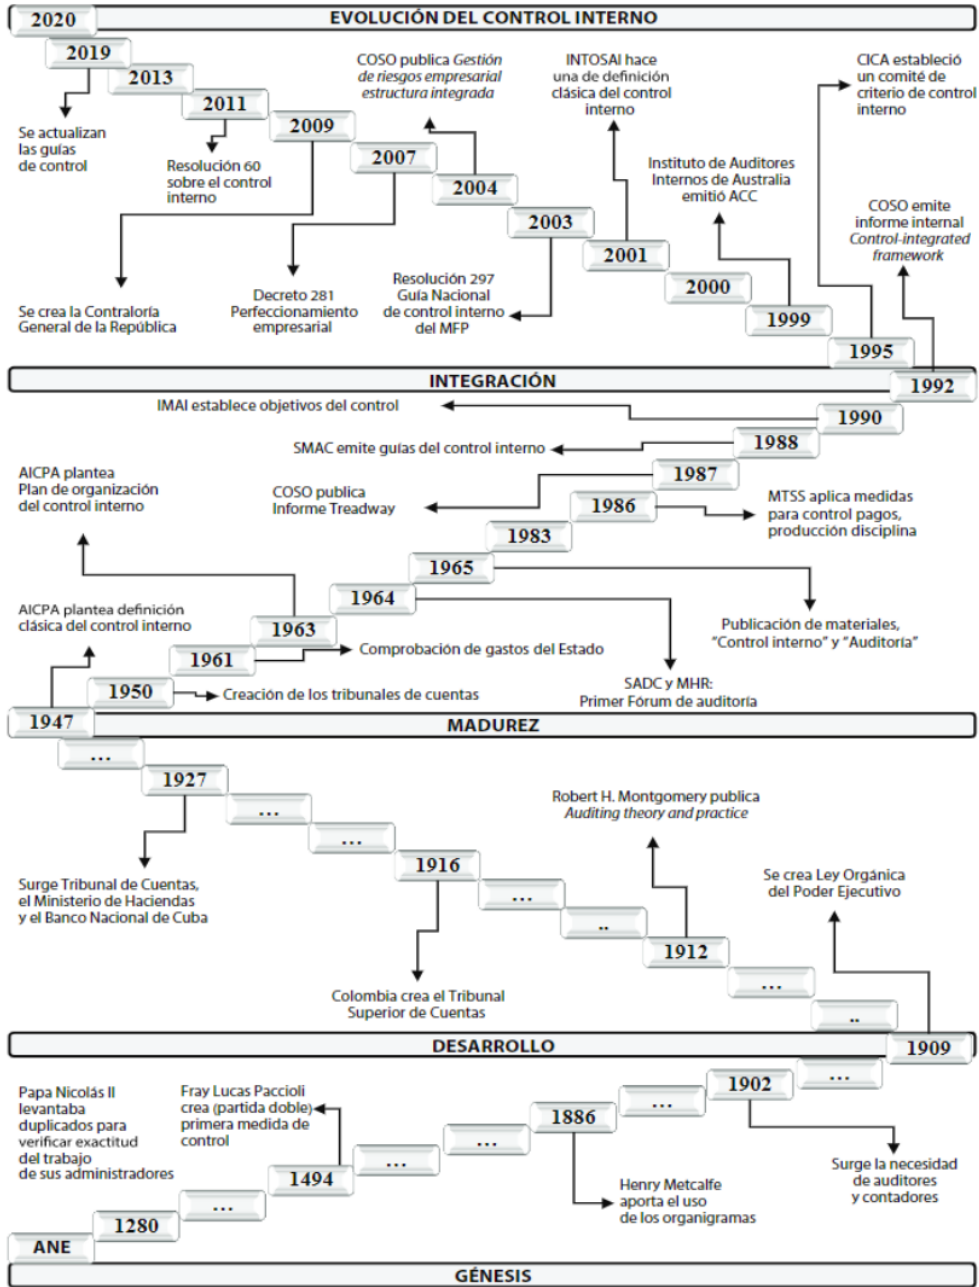 EVOLUCIÓN DEL CONTROL INTERNO
2020
2019
2013
2011
2009
2007
2004
2003
2001
2000
1999
1995
1992
Se actualizan
las guías
de control
Resolución 60
sobre el control
interno
COSO publica Gestión
de riesgos empresarial
estructura integrada
INTOSAI hace
una de definición
clásica del control
interno
CICA estableció
un comité de
criterio de control
interno
Instituto de Auditores
Internos de Australia
emitió ACC
COSO emite
informe internal
Control-integrated
framework
Se crea la Contraloría
General de la República
Decreto 281
Perfeccionamiento
empresarial
Resolución 297
Guía Nacional
de control interno
del MFP
INTEGRACIÓN
IMAI establece objetivos del control
1990
SMAC emite guías del control interno
1988
AICPA plantea
Plan de organización
del control interno
COSO publica
Informe Treadway
1987
1986
MTSS aplica medidas
para control pagos,
producción disciplina
1983
1965
1964
1963
AICPA plantea definición
clásica del control interno
1961
Comprobación de gastos del Estado
Publicación de materiales,
"Control interno" y "Auditoría"
1950
Creación de los tribunales de cuentas
SADC y MHR:
Primer Fórum de auditoría
1947
MADUREZ
...
1927
...
...
1916
...
..
1912
...
..
1909
Robert H. Montgomery publica
Auditing theory and practice
Se crea Ley Orgánica
del Poder Ejecutivo
Surge Tribunal de Cuentas,
el Ministerio de Haciendas
y el Banco Nacional de Cuba
Colombia crea el Tribunal
Superior de Cuentas
DESARROLLO
Papa Nicolás II
levantaba
duplicados para
verificar exactitud
del trabajo
de sus administradores
Fray Lucas Paccioli
crea (partida doble)
primera medida de
control
...
1902
...
1886
...
...
1494
...
1280
ANE
Henry Metcalfe
aporta el uso
de los organigramas
Surge la necesidad
de auditores
y contadores
GÉNESIS